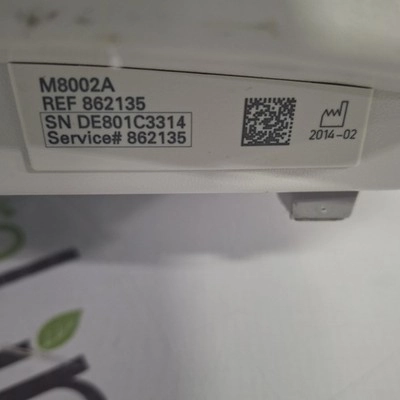 M8002A
REF 862135
SN DE801C3314
Service# 862135
2014-02